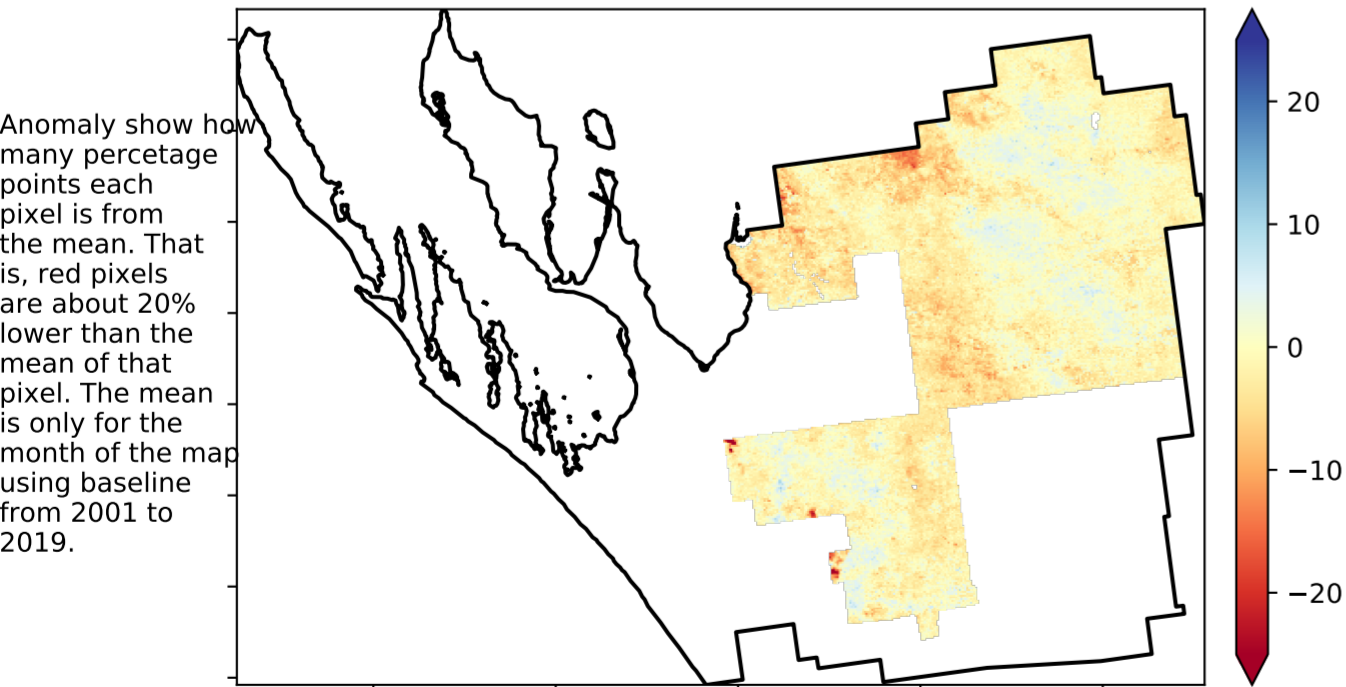 Anomaly show how
many percetage
points each
pixel is from
the mean. That
is, red pixels
are about 20%
lower than the
mean of that
pixel. The mean
is only for the
month of the map
using baseline
from 2001 to
2019.
20
10
0
−10
−20